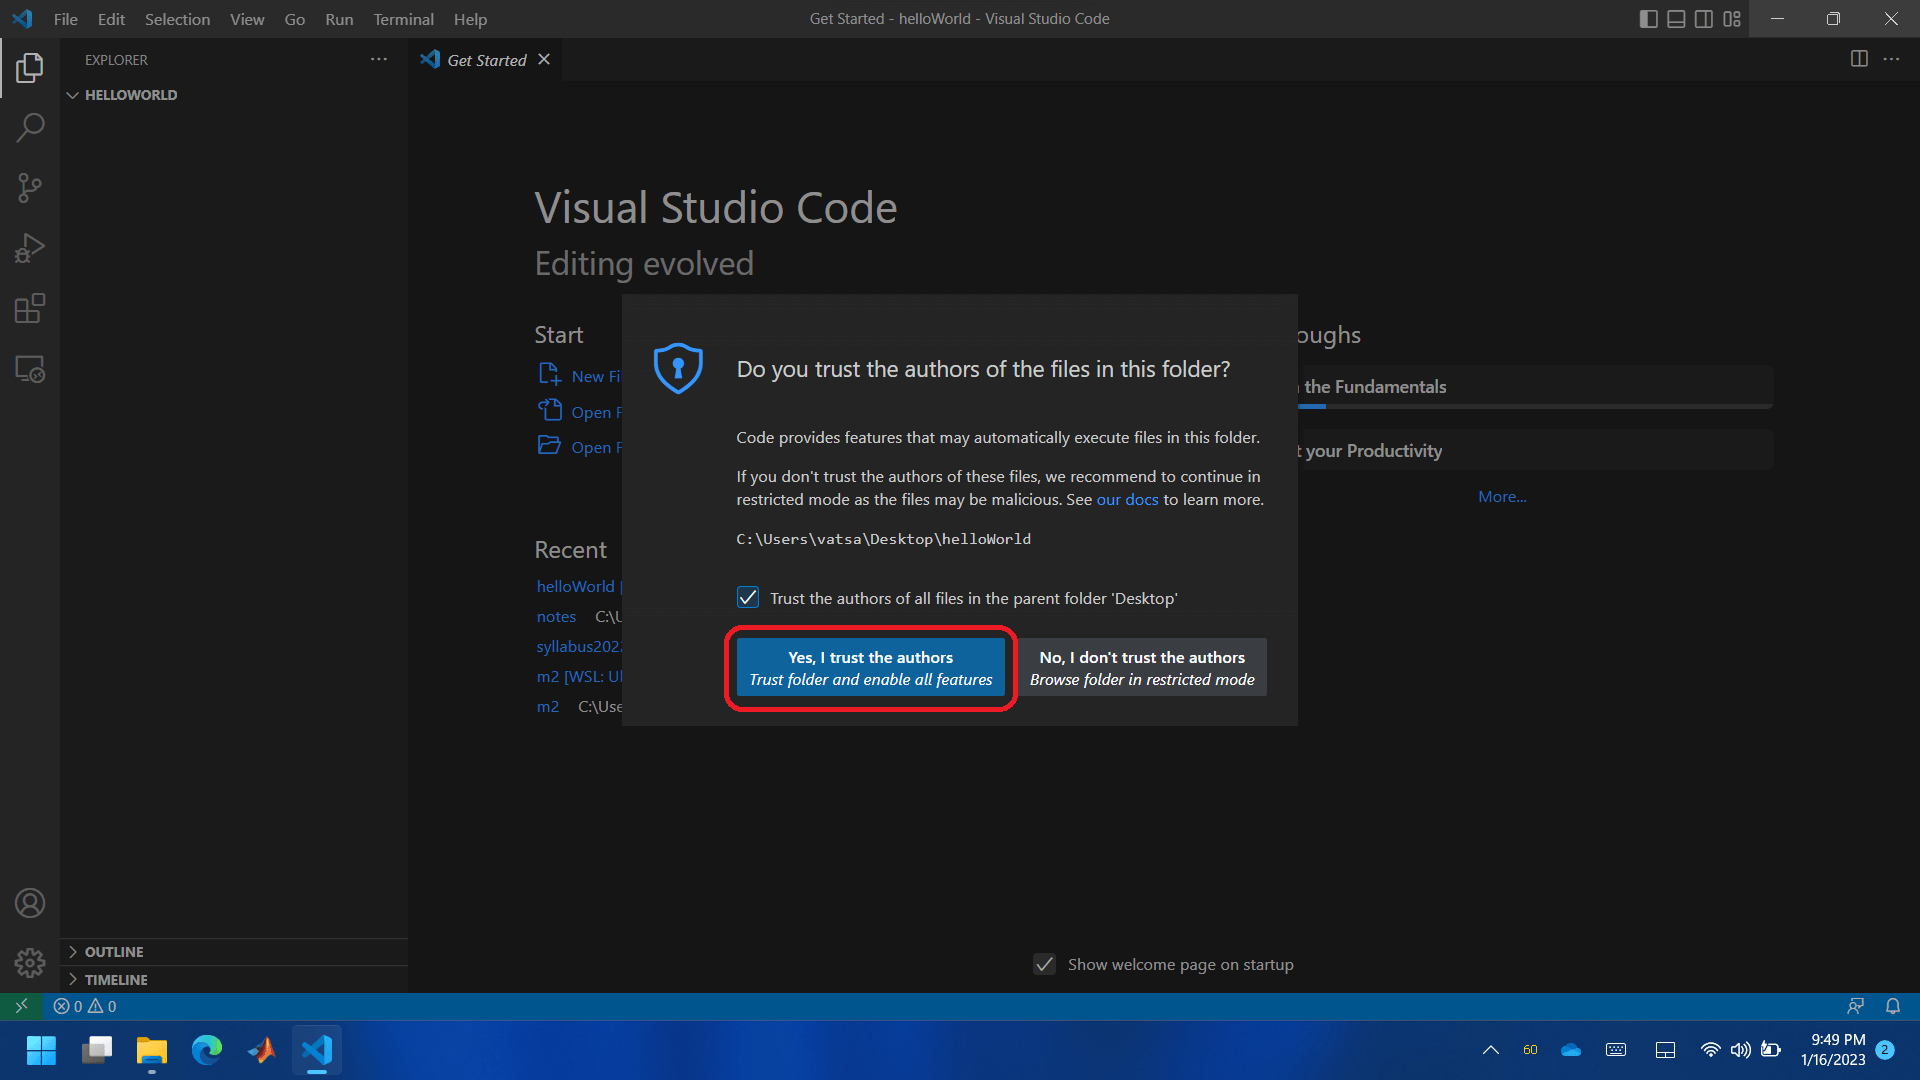 File Edit Selection View Go Run Terminal Help
Get Started - helloWorld - Visual Studio Code
EXPLORER
HELLOWORLD
Get Started
Visual Studio Code
Editing evolved
Start
New Fi
Open F
Open F
Recent
helloWorld
notes C:\U
syllabus202
m2 [WSL: Ul
m2 C:\Use
oughs
the Fundamentals
t your Productivity
More...
Do you trust the authors of the files in this folder?
Code provides features that may automatically execute files in this folder.
If you don't trust the authors of these files, we recommend to continue in
restricted mode as the files may be malicious. See our docs to learn more.
C:\Users\vatsa\Desktop\helloWorld
Trust the authors of all files in the parent folder 'Desktop'
Yes, I trust the authors
Trust folder and enable all features
No, I don't trust the authors
Browse folder in restricted mode
Show welcome page on startup
OUTLINE
TIMELINE
0 0
60
9:49 PM
1/16/2023
2